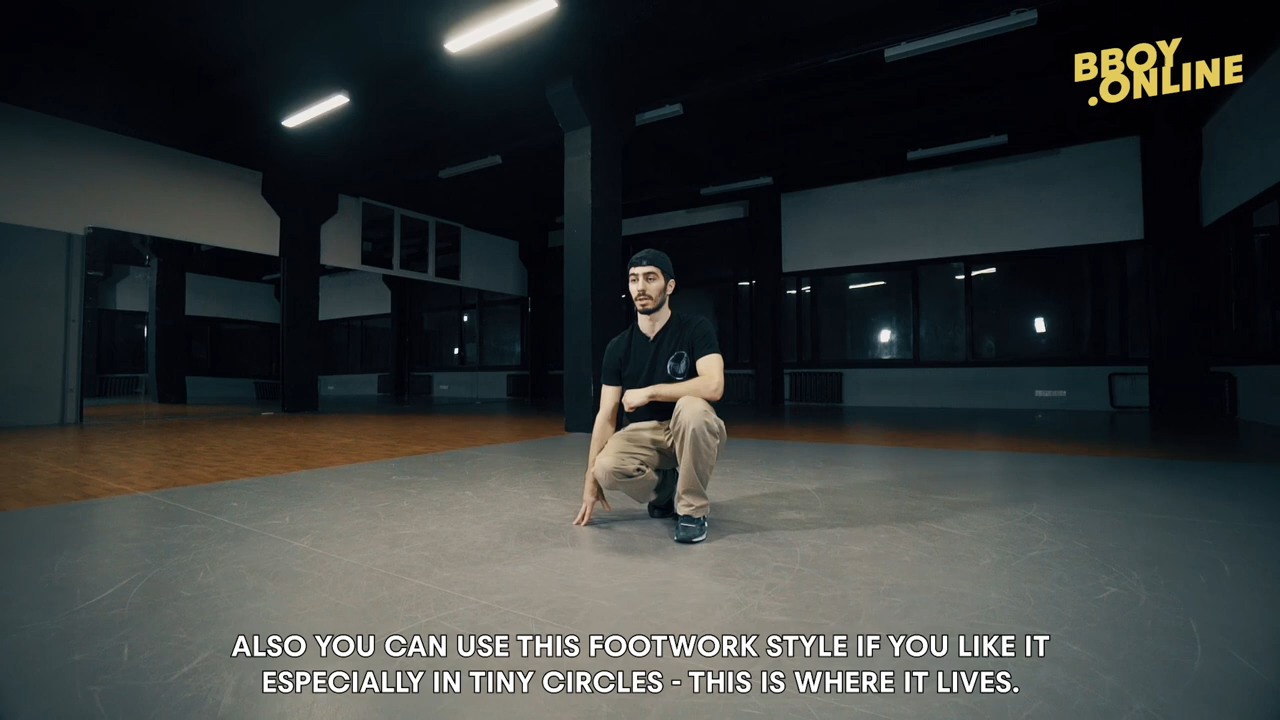 BBOY
.ONLINE
ALSO YOU CAN USE THIS FOOTWORK STYLE IF YOU LIKE IT
ESPECIALLY IN TINY CIRCLES - THIS IS WHERE IT LIVES.